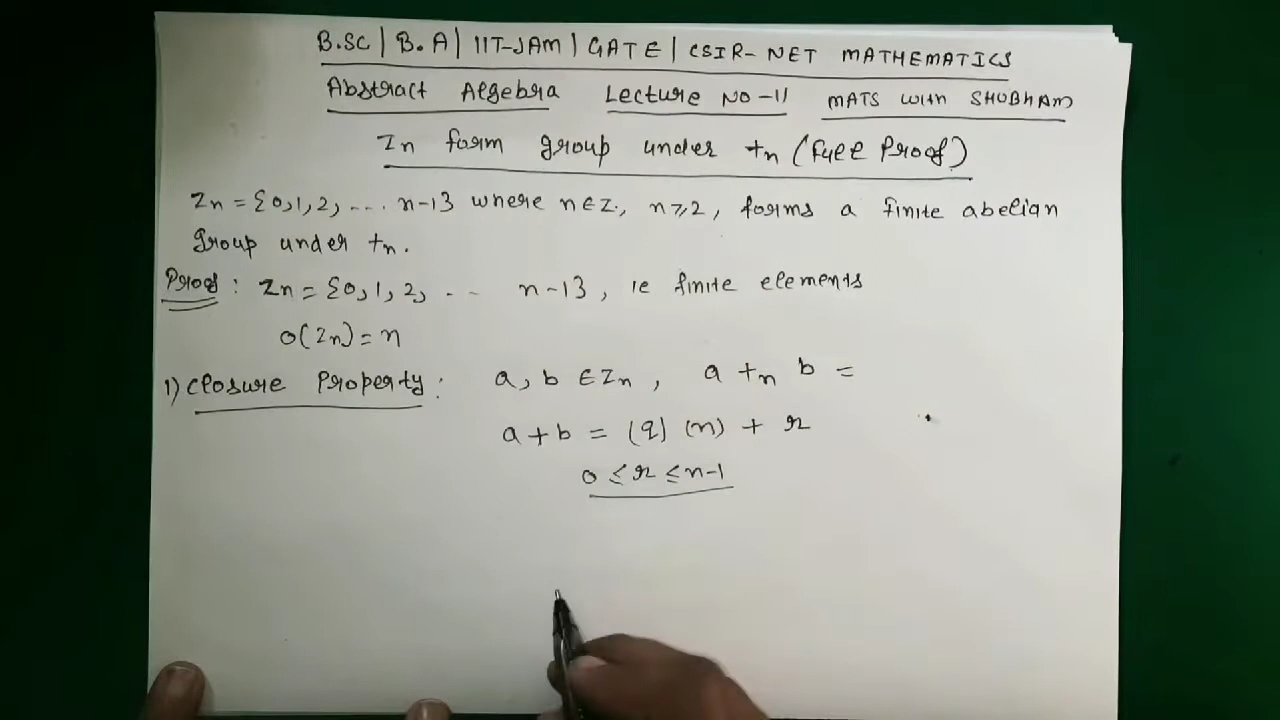 B.SC | B.A | IIT-JAM | GATE | CSIR-NET MATHEMATICS
Abstract Algebra Lecture No-11 MATS with SHUBHAM
Zn form group under +n (Full Proof)
Zn = {0,1,2, ... n-1} where n∈Z, n≥2, forms a finite abelian
group under +n.
Proof: Zn = {0,1,2, .. n-1}, ie finite elements
O(Zn) = n
1) Closure Property: a, b ∈ Zn, a +n b =
a + b = (q) (n) + r
0 ≤ r ≤ n-1